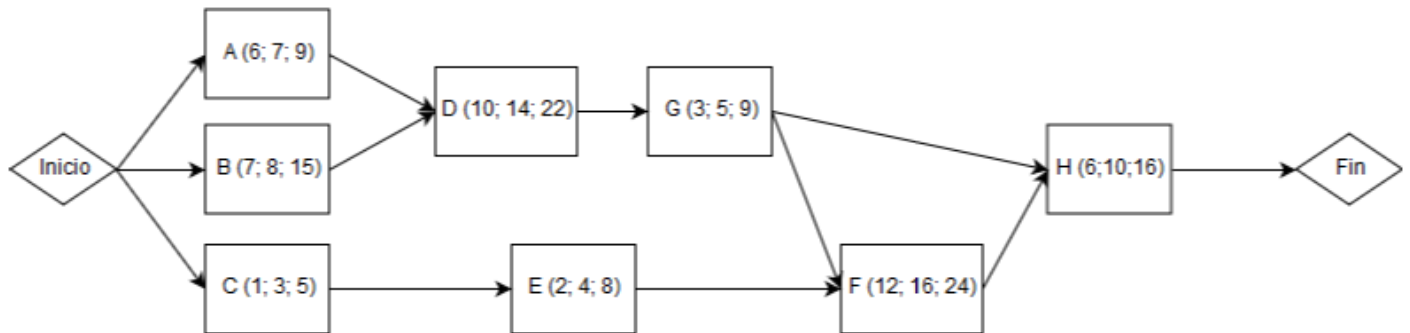 A (6; 7; 9)
D (10; 14; 22)
G (3; 5; 9)
Inicio
B (7; 8; 15)
H (6;10;16)
Fin
C (1; 3; 5)
E (2; 4; 8)
F (12; 16; 24)